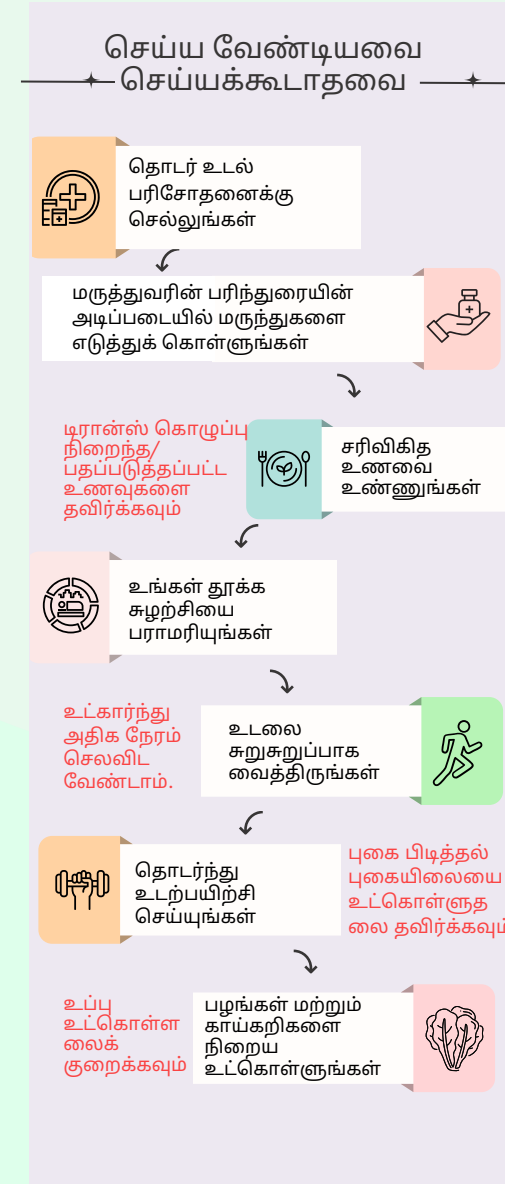 செய்ய வேண்டியவை
செய்யக்கூடாதவை
தொடர் உடல்
பரிசோதனைக்கு
செல்லுங்கள்
மருத்துவரின் பரிந்துரையின்
அடிப்படையில் மருந்துகளை
எடுத்துக் கொள்ளுங்கள்
டிரான்ஸ் கொழுப்பு
நிறைந்த/
பதப்படுத்தப்பட்ட
உணவுகளை
தவிர்க்கவும்
சரிவிகித
உணவை
உண்ணுங்கள்
உங்கள் தூக்க
சுழற்சியை
பராமரியுங்கள்
உட்கார்ந்து
அதிக நேரம்
செலவிட
வேண்டாம்.
உடலை
சுறுசுறுப்பாக
வைத்திருங்கள்
தொடர்ந்து
உடற்பயிற்சி
செய்யுங்கள்
புகை பிடித்தல்
புகையிலையை
உட்கொள்ளுத
லை தவிர்க்கவும்
உப்பு
உட்கொள்ள
லைக்
குறைக்கவும்
பழங்கள் மற்றும்
காய்கறிகளை
நிறைய
உட்கொள்ளுங்கள்